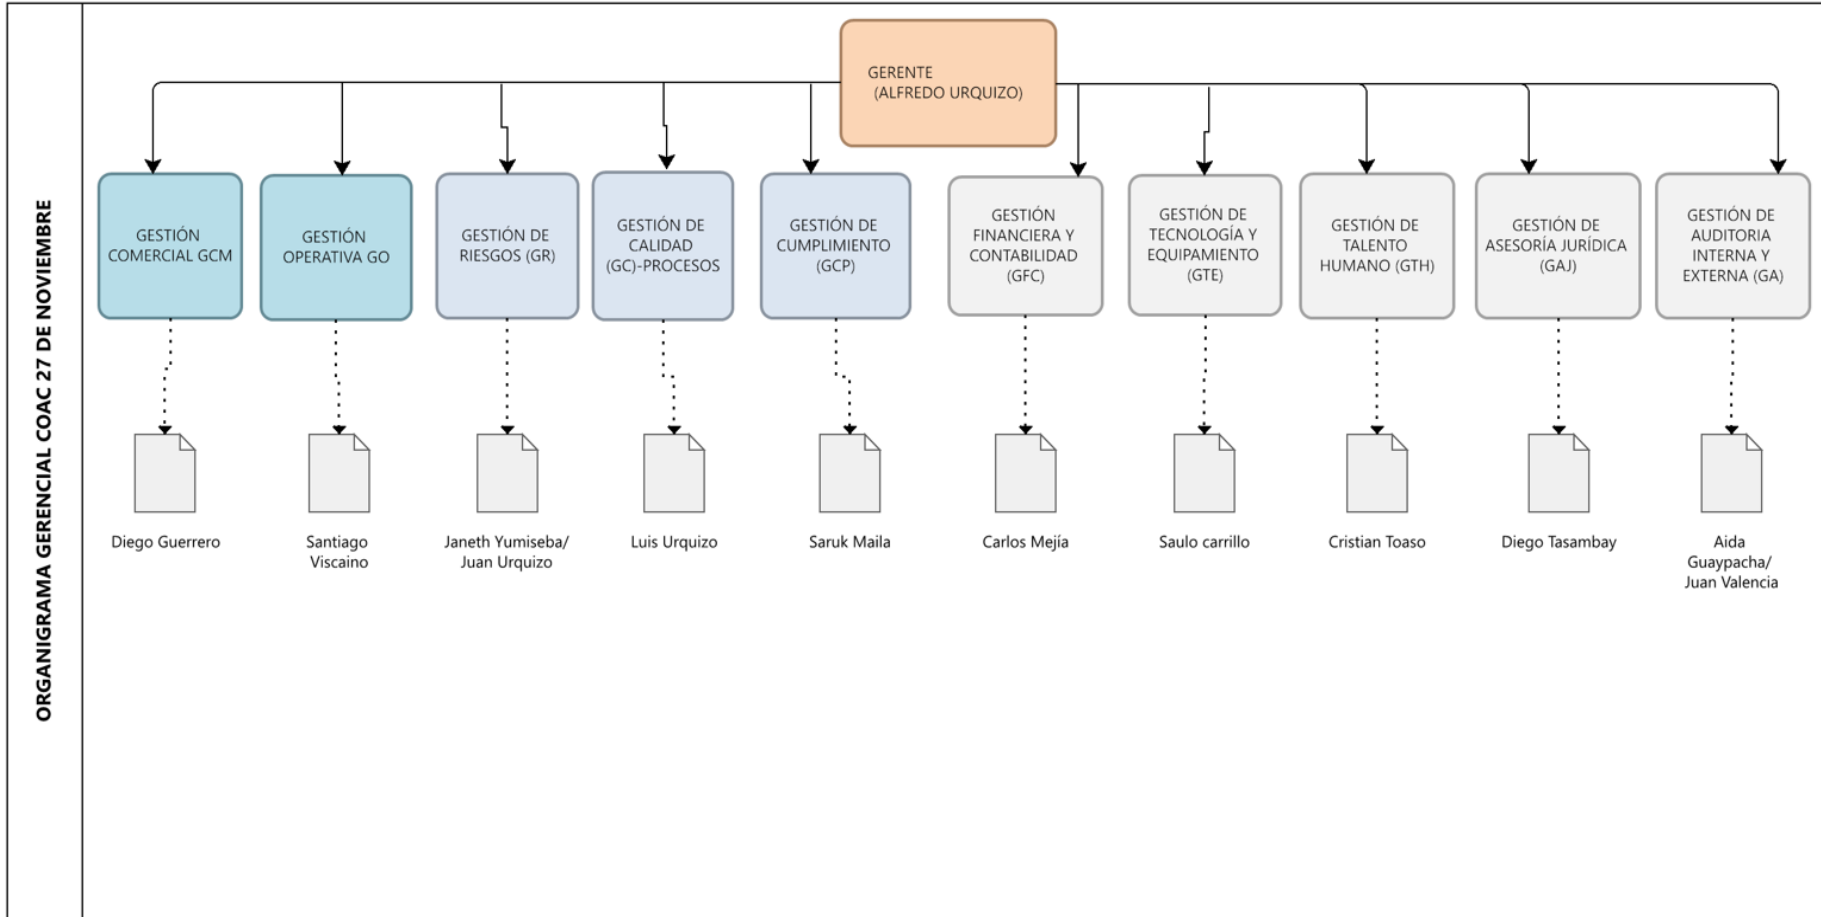 ORGANIGRAMA GERENCIAL COAC 27 DE NOVIEMBRE
GERENTE
(ALFREDO URQUIZO)
GESTIÓN
COMERCIAL GCM
GESTIÓN
OPERATIVA GO
GESTIÓN DE
RIESGOS (GR)
GESTIÓN DE
CALIDAD
(GC)-PROCESOS
GESTIÓN DE
CUMPLIMIENTO
(GCP)
GESTIÓN
FINANCIERA Y
CONTABILIDAD
(GFC)
GESTIÓN DE
TECNOLOGÍA Y
EQUIPAMIENTO
(GTE)
GESTIÓN DE
TALENTO
HUMANO (GTH)
GESTIÓN DE
ASESORÍA JURÍDICA
(GAJ)
GESTIÓN DE
AUDITORIA
INTERNA Y
EXTERNA (GA)
Diego Guerrero
Santiago
Viscaino
Janeth Yumiseba/
Juan Urquizo
Luis Urquizo
Saruk Maila
Carlos Mejía
Saulo carrillo
Cristian Toaso
Diego Tasambay
Aida
Guaypacha/
Juan Valencia